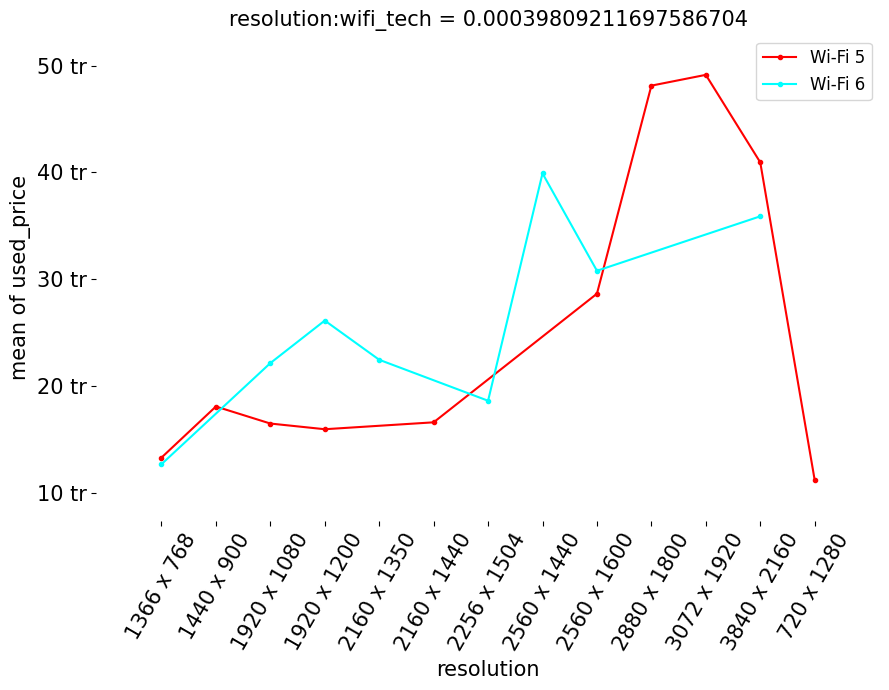 resolution:wifi_tech = 0.00039809211697586704
Wi-Fi 5
Wi-Fi 6
50 tr
40 tr
30 tr
20 tr
10 tr
mean of used_price
1366 x 768
1440 x 900
1920 x 1080
1920 x 1200
2160 x 1350
2160 x 1440
2256 x 1504
2560 x 1440
2560 x 1600
2880 x 1800
3072 x 1920
3840 x 2160
720 x 1280
resolution